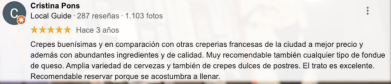 Cristina Pons
Local Guide · 287 reseñas · 1.103 fotos
Hace 3 años
Crepes buenísimas y en comparación con otras creperias francesas de la ciudad a mejor precio y
además con abundantes ingredientes y de calidad. Muy recomendable también cualquier tipo de fondue
de queso. Amplia variedad de cervezas y también de crepes dulces de postres. El trato es excelente.
Recomendable reservar porque se acostumbra a llenar.